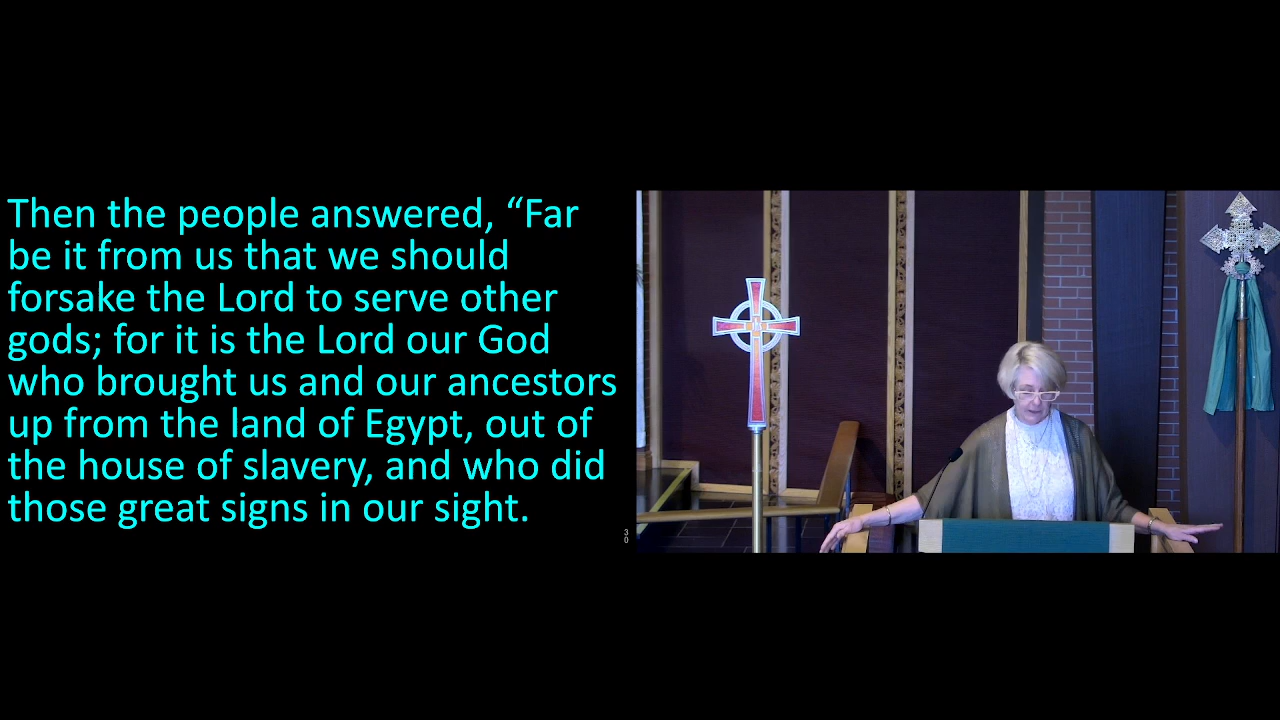 Then the people answered, “Far
be it from us that we should
forsake the Lord to serve other
gods; for it is the Lord our God
who brought us and our ancestors
up from the land of Egypt, out of
the house of slavery, and who did
those great signs in our sight.
3
0